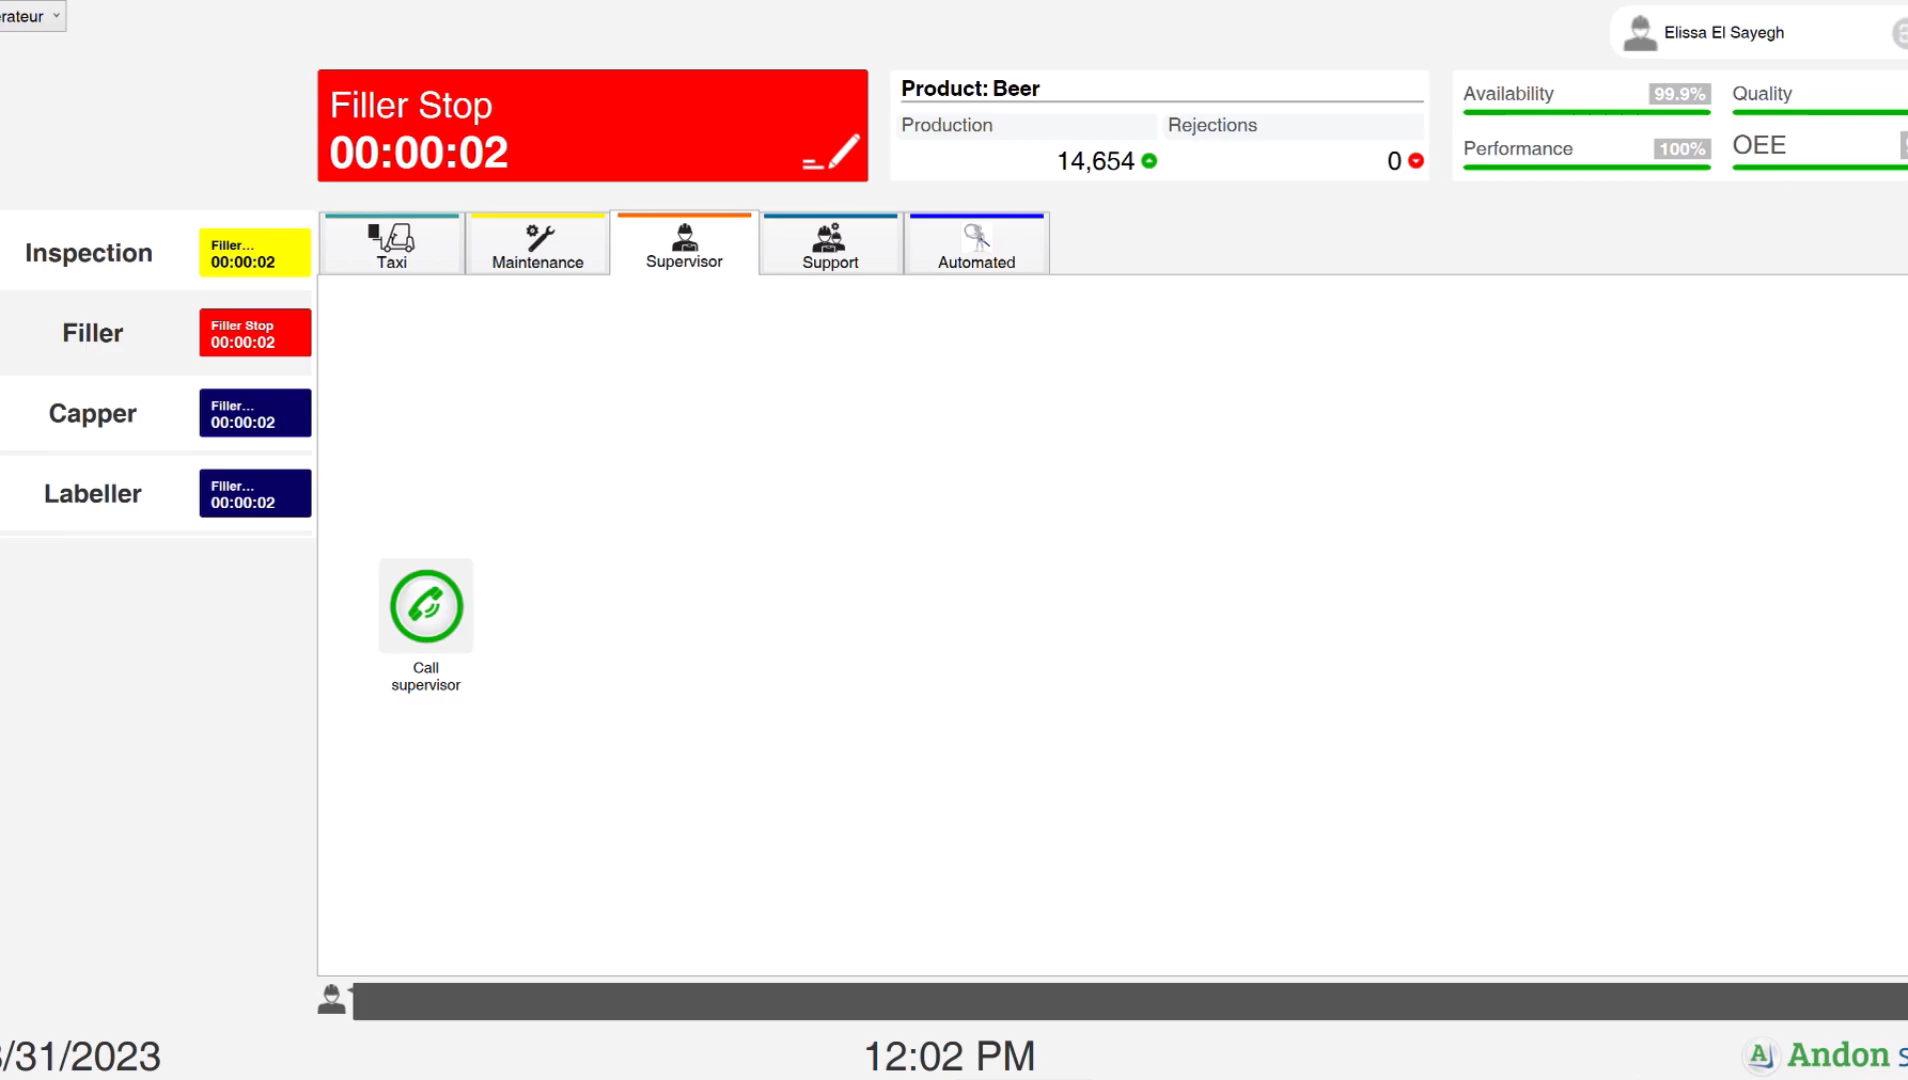 érateur
Elissa El Sayegh
Filler Stop
00:00:02
Product: Beer
Production
Rejections
14,654
0
Availability
99.9%
Quality
Performance
100%
OEE
Inspection
Filler...
00:00:02
Filler
Filler Stop
00:00:02
Capper
Filler...
00:00:02
Labeller
Filler...
00:00:02
Taxi
Maintenance
Supervisor
Support
Automated
Call
supervisor
/31/2023
12:02 PM
Andon